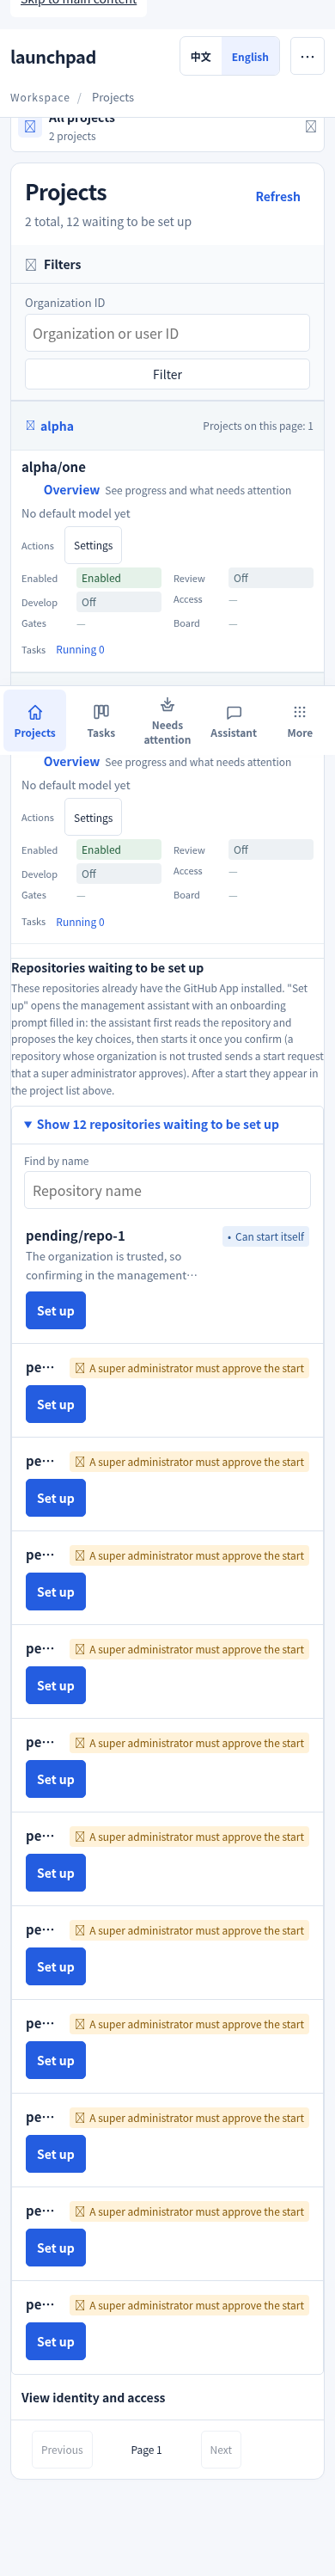 Skip to main content
launchpad
中文
English
Workspace / Projects
All projects
2 projects
Projects
Refresh
2 total, 12 waiting to be set up
Filters
Organization ID
Organization or user ID
Filter
alpha
Projects on this page: 1
alpha/one
Overview See progress and what needs attention
No default model yet
Actions Settings
Enabled Enabled Review Off
Develop Off Access —
Gates — Board —
Tasks Running 0
Projects
Tasks
Needs attention
Assistant
More
Overview See progress and what needs attention
No default model yet
Actions Settings
Enabled Enabled Review Off
Develop Off Access —
Gates — Board —
Tasks Running 0
Repositories waiting to be set up
These repositories already have the GitHub App installed. "Set
up" opens the management assistant with an onboarding
prompt filled in: the assistant first reads the repository and
proposes the key choices, then starts it once you confirm (a
repository whose organization is not trusted sends a start request
that a super administrator approves). After a start they appear in
the project list above.
▼ Show 12 repositories waiting to be set up
Find by name
Repository name
pending/repo-1
• Can start itself
The organization is trusted, so
confirming in the management…
Set up
pe… A super administrator must approve the start
Set up
pe… A super administrator must approve the start
Set up
pe… A super administrator must approve the start
Set up
pe… A super administrator must approve the start
Set up
pe… A super administrator must approve the start
Set up
pe… A super administrator must approve the start
Set up
pe… A super administrator must approve the start
Set up
pe… A super administrator must approve the start
Set up
pe… A super administrator must approve the start
Set up
pe… A super administrator must approve the start
Set up
pe… A super administrator must approve the start
Set up
View identity and access
Previous
Page 1
Next